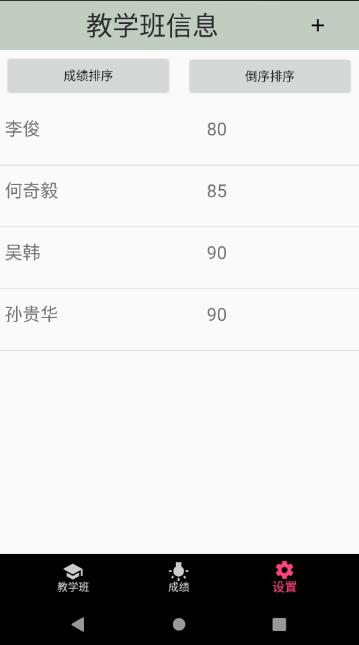 教学班信息 +
成绩排序 倒序排序
李俊 80
何奇毅 85
吴韩 90
孙贵华 90
教学班 成绩 设置